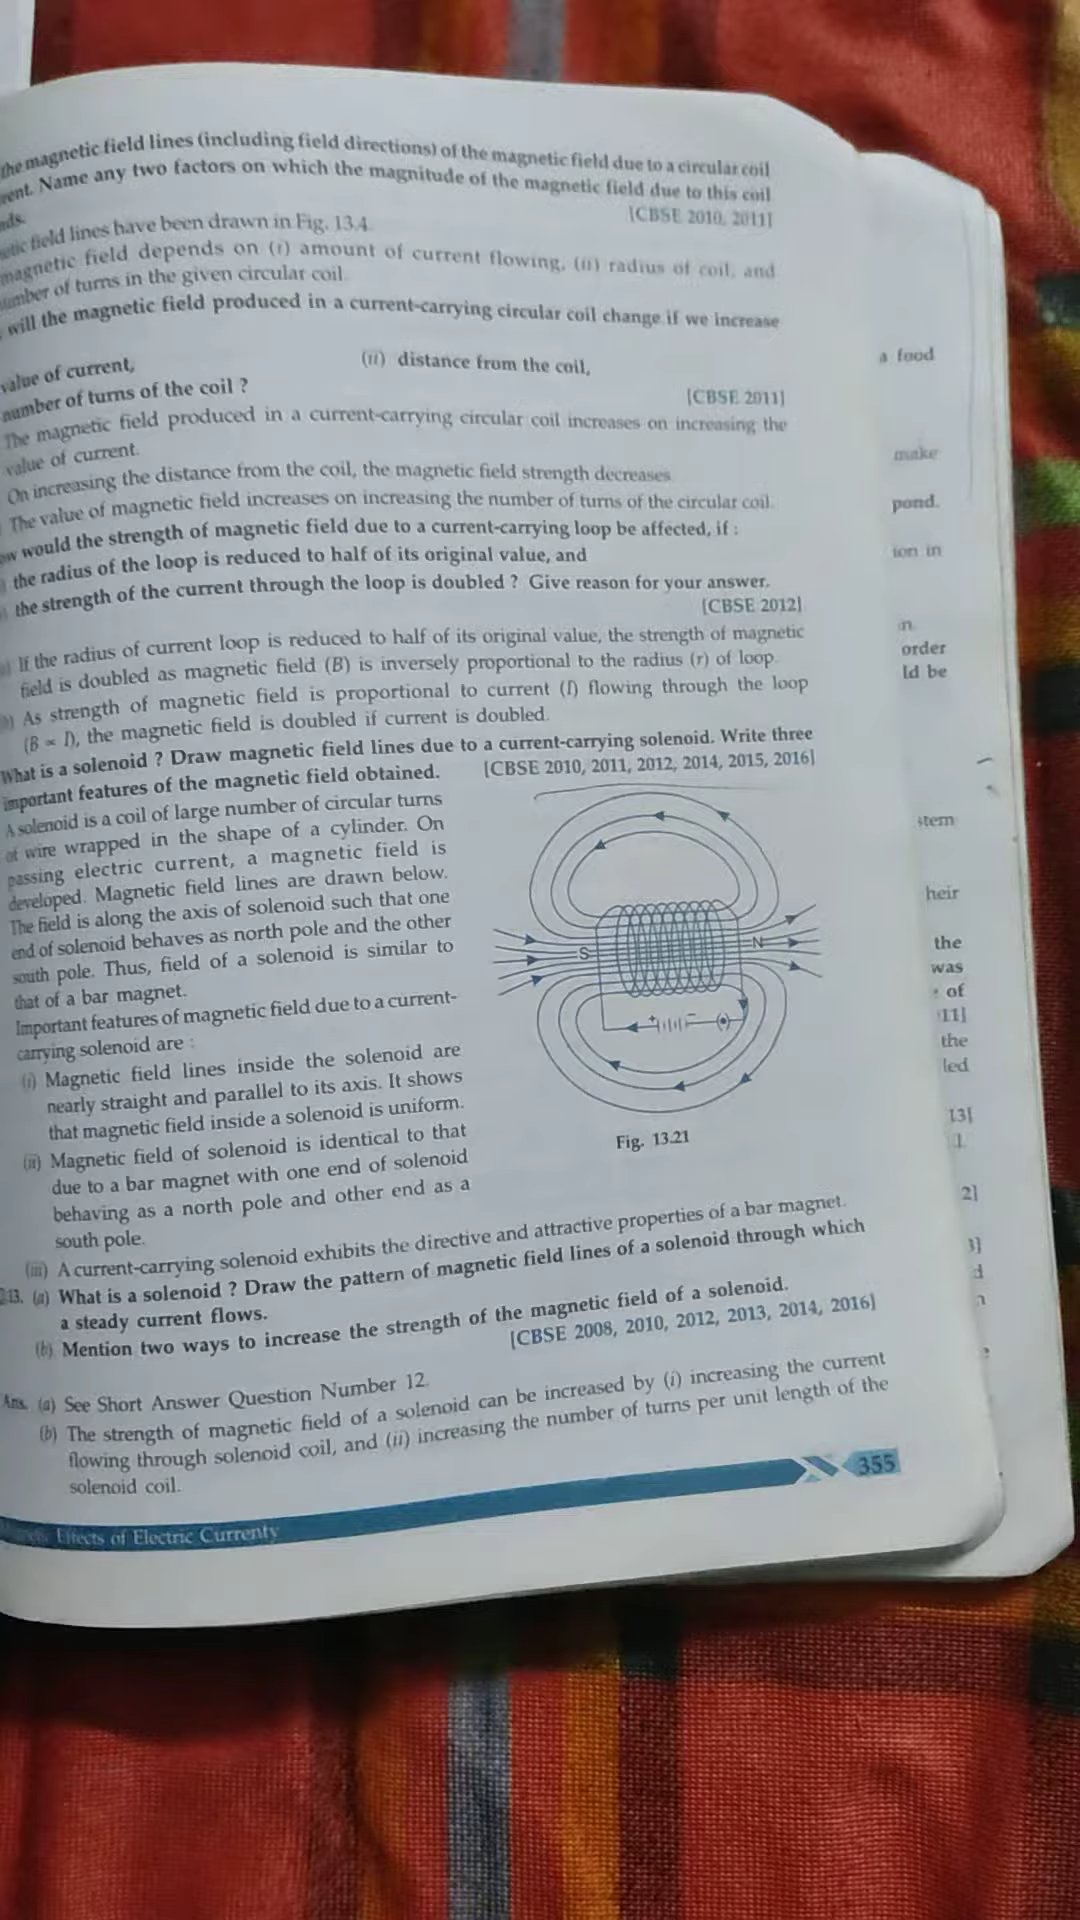 the magnetic field lines (including field directions) of the magnetic field due to a circular coil
Name any two factors on which the magnitude of the magnetic field due to this coil
[CBSE 2010, 2011]
field lines have been drawn in Fig. 13.4.
magnetic field depends on (i) amount of current flowing, (ii) radius of coil, and
of turns in the given circular coil.
will the magnetic field produced in a current-carrying circular coil change if we increase
value of current,
(ii) distance from the coil,
number of turns of the coil ?
[CBSE 2011]
The magnetic field produced in a current-carrying circular coil increases on increasing the
value of current.
On increasing the distance from the coil, the magnetic field strength decreases.
The value of magnetic field increases on increasing the number of turns of the circular coil.
would the strength of magnetic field due to a current-carrying loop be affected, if :
the radius of the loop is reduced to half of its original value, and
the strength of the current through the loop is doubled ? Give reason for your answer.
[CBSE 2012]
If the radius of current loop is reduced to half of its original value, the strength of magnetic
field is doubled as magnetic field (B) is inversely proportional to the radius (r) of loop.
As strength of magnetic field is proportional to current (I) flowing through the loop
(B ∝ I), the magnetic field is doubled if current is doubled.
What is a solenoid ? Draw magnetic field lines due to a current-carrying solenoid. Write three
important features of the magnetic field obtained. [CBSE 2010, 2011, 2012, 2014, 2015, 2016]
A solenoid is a coil of large number of circular turns
of wire wrapped in the shape of a cylinder. On
passing electric current, a magnetic field is
developed. Magnetic field lines are drawn below.
The field is along the axis of solenoid such that one
end of solenoid behaves as north pole and the other
south pole. Thus, field of a solenoid is similar to
that of a bar magnet.
Important features of magnetic field due to a current-
carrying solenoid are :
(i) Magnetic field lines inside the solenoid are
nearly straight and parallel to its axis. It shows
that magnetic field inside a solenoid is uniform.
(ii) Magnetic field of solenoid is identical to that
due to a bar magnet with one end of solenoid
behaving as a north pole and other end as a
south pole.
S
N
+
−
Fig. 13.21
(iii) A current-carrying solenoid exhibits the directive and attractive properties of a bar magnet.
13. (a) What is a solenoid ? Draw the pattern of magnetic field lines of a solenoid through which
a steady current flows.
(b) Mention two ways to increase the strength of the magnetic field of a solenoid.
[CBSE 2008, 2010, 2012, 2013, 2014, 2016]
Ans. (a) See Short Answer Question Number 12.
(b) The strength of magnetic field of a solenoid can be increased by (i) increasing the current
flowing through solenoid coil, and (ii) increasing the number of turns per unit length of the
solenoid coil.
355
Effects of Electric Currenty
a food
make
pond.
ion in
order
ld be
stem
heir
the
was
of
11]
the
led
13]
2]